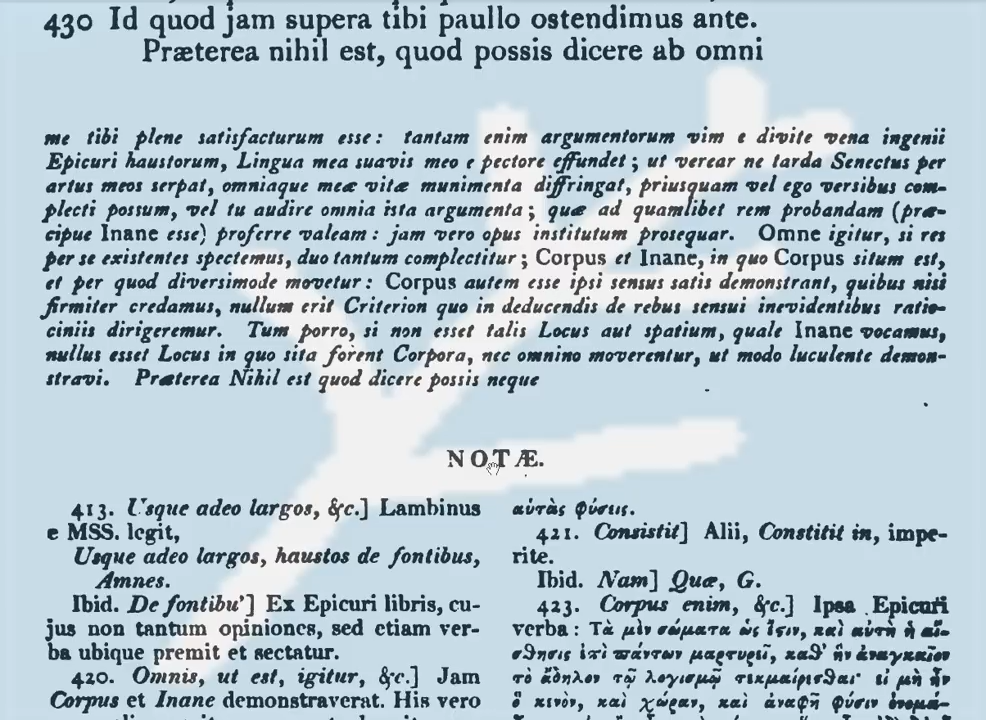 430 Id quod jam supera tibi paullo ostendimus ante.
Præterea nihil est, quod possis dicere ab omni
me tibi plene satisfacturum esse: tantam enim argumentorum vim e divite vena ingenii
Epicuri haustorum, Lingua mea suavis meo e pectore effundet; ut verear ne tarda Senectus per
artus meos serpat, omniaque meæ vitæ munimenta diffringat, priusquam vel ego versibus com-
plecti possum, vel tu audire omnia ista argumenta; quæ ad quamlibet rem probandam (præ-
cipue Inane esse) proferre valeam: jam vero opus institutum prosequar. Omne igitur, si res
per se existentes spectemus, duo tantum complectitur; Corpus et Inane, in quo Corpus situm est,
et per quod diversimode movetur: Corpus autem esse ipsi sensus satis demonstrant, quibus nisi
firmiter credamus, nullum erit Criterion quo in deducendis de rebus sensui inevidentibus ratio-
ciniis dirigeremur. Tum porro, si non esset talis Locus aut spatium, quale Inane vocamus,
nullus esset Locus in quo sita forent Corpora, nec omnino moverentur, ut modo luculente demon-
stravi. Præterea Nihil est quod dicere possis neque
NOTÆ.
413. Usque adeo largos, &c.] Lambinus
e MSS. legit,
Usque adeo largos, haustos de fontibus,
Amnes.
Ibid. De fontibu'] Ex Epicuri libris, cu-
jus non tantum opiniones, sed etiam ver-
ba ubique premit et sectatur.
420. Omnis, ut est, igitur, &c.] Jam
Corpus et Inane demonstraverat. His vero
αὐτὰς φύσεις.
421. Consistit] Alii, Constitit in, impe-
rite.
Ibid. Nam] Quæ, G.
423. Corpus enim, &c.] Ipsa Epicuri
verba: Τὰ μὲν σώματα ὡς ἔστιν, καὶ αὐτὴ ἡ αἴ-
σθησις ἐπὶ πάντων μαρτυρεῖ, καθ' ἣν ἀναγκαῖον
τὸ ἄδηλον τῷ λογισμῷ τεκμαίρεσθαι· εἰ μὴ ἦν
ὃ κενὸν, καὶ χώραν, καὶ ἀναφῆ φύσιν ὀνομά-